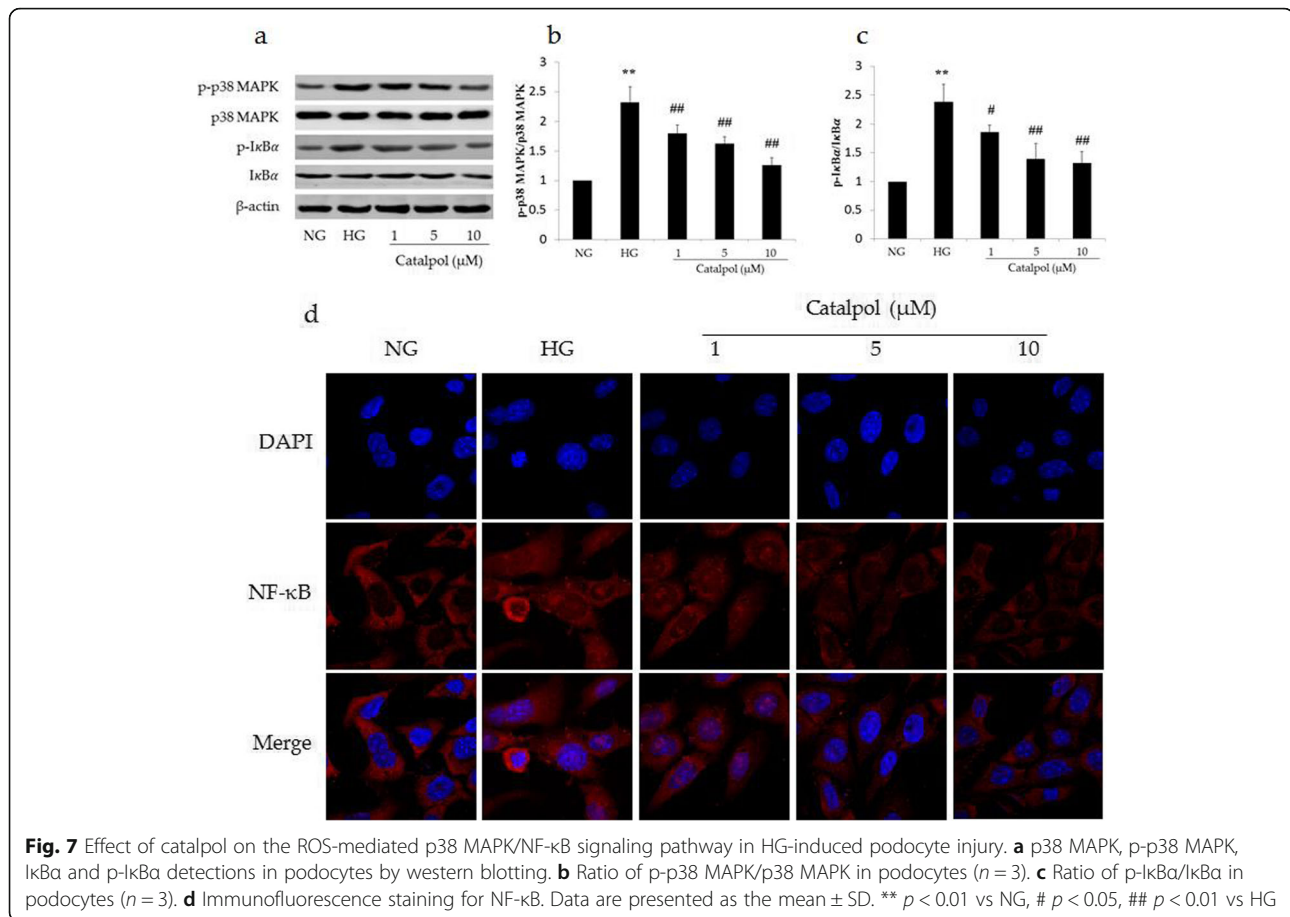 a
p-p38 MAPK
p38 MAPK
p-IκBα
IκBα
β-actin
NG HG 1 5 10
Catalpol (μM)
b
p-p38 MAPK/p38 MAPK
3
2.5
2
1.5
1
0.5
0
**
##
##
##
NG HG 1 5 10
Catalpol (μM)
c
p-IκBα/IκBα
3
2.5
2
1.5
1
0.5
0
**
#
##
##
NG HG 1 5 10
Catalpol (μM)
d
Catalpol (μM)
NG HG 1 5 10
DAPI
NF-κB
Merge
Fig. 7 Effect of catalpol on the ROS-mediated p38 MAPK/NF-κB signaling pathway in HG-induced podocyte injury. a p38 MAPK, p-p38 MAPK,
IκBα and p-IκBα detections in podocytes by western blotting. b Ratio of p-p38 MAPK/p38 MAPK in podocytes (n = 3). c Ratio of p-IκBα/IκBα in
podocytes (n = 3). d Immunofluorescence staining for NF-κB. Data are presented as the mean ± SD. ** p < 0.01 vs NG, # p < 0.05, ## p < 0.01 vs HG